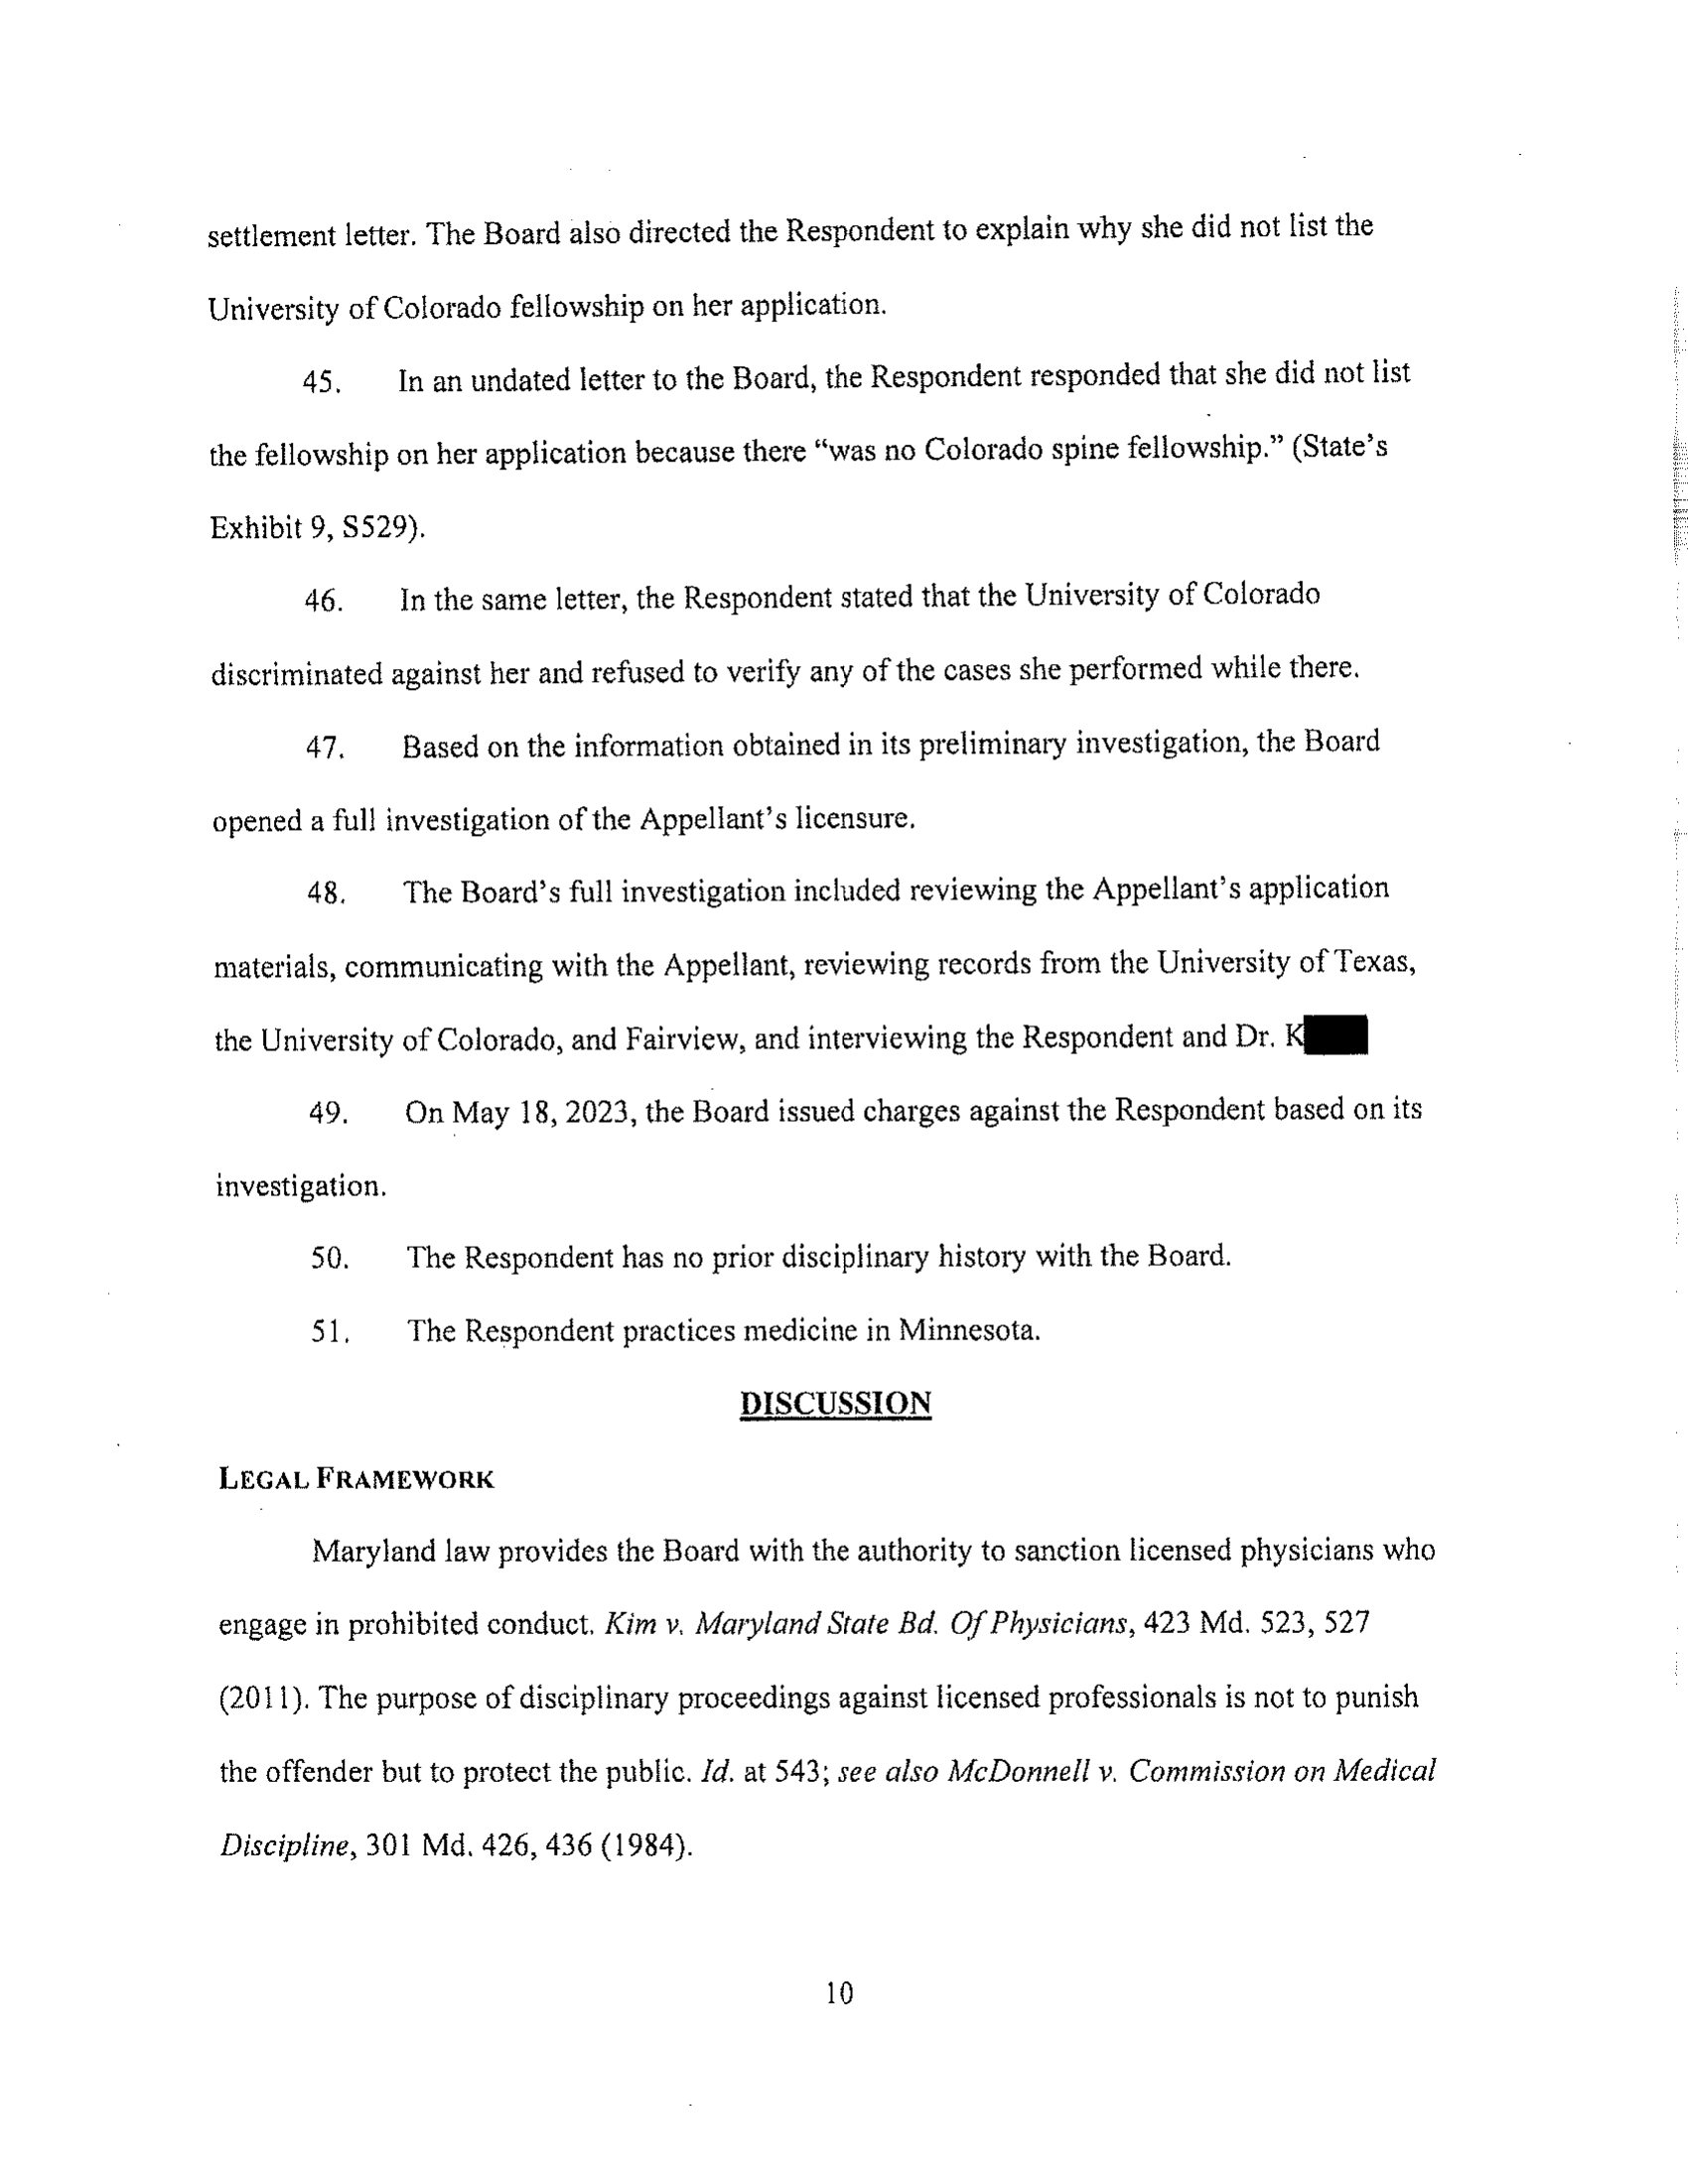 settlement letter. The Board also directed the Respondent to explain why she did not list the
University of Colorado fellowship on her application.
45. In an undated letter to the Board, the Respondent responded that she did not list
the fellowship on her application because there “was no Colorado spine fellowship.” (State’s
Exhibit 9, S529).
46. In the same letter, the Respondent stated that the University of Colorado
discriminated against her and refused to verify any of the cases she performed while there.
47. Based on the information obtained in its preliminary investigation, the Board
opened a full investigation of the Appellant’s licensure.
48. The Board’s full investigation included reviewing the Appellant’s application
materials, communicating with the Appellant, reviewing records from the University of Texas,
the University of Colorado, and Fairview, and interviewing the Respondent and Dr. K
49. On May 18, 2023, the Board issued charges against the Respondent based on its
investigation.
50. The Respondent has no prior disciplinary history with the Board.
51. The Respondent practices medicine in Minnesota.
DISCUSSION
LEGAL FRAMEWORK
Maryland law provides the Board with the authority to sanction licensed physicians who
engage in prohibited conduct. Kim v. Maryland State Bd. Of Physicians, 423 Md. 523, 527
(2011). The purpose of disciplinary proceedings against licensed professionals is not to punish
the offender but to protect the public. Id. at 543; see also McDonnell v. Commission on Medical
Discipline, 301 Md. 426, 436 (1984).
10